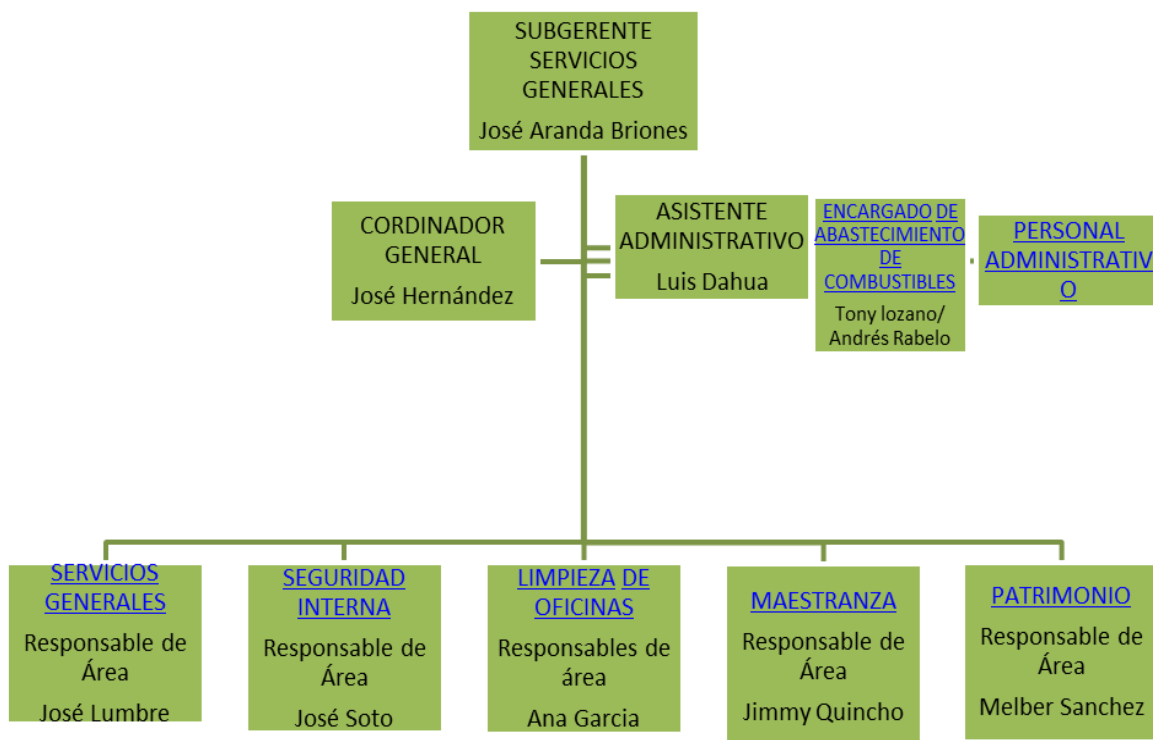 SUBGERENTE
SERVICIOS
GENERALES
José Aranda Briones
CORDINADOR
GENERAL
José Hernández
ASISTENTE
ADMINISTRATIVO
Luis Dahua
ENCARGADO DE
ABASTECIMIENTO
DE
COMBUSTIBLES
Tony lozano/
Andrés Rabelo
PERSONAL
ADMINISTRATIV
O
SERVICIOS
GENERALES
Responsable de
Área
José Lumbre
SEGURIDAD
INTERNA
Responsable de
Área
José Soto
LIMPIEZA DE
OFICINAS
Responsables de
área
Ana Garcia
MAESTRANZA
Responsable de
Área
Jimmy Quincho
PATRIMONIO
Responsable de
Área
Melber Sanchez